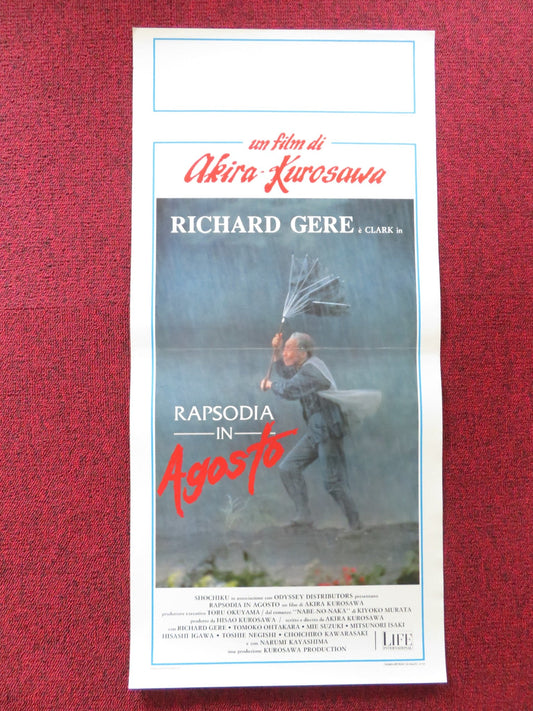 un film di
Akira Kurosawa
RICHARD GERE è CLARK in
RAPSODIA
IN
Agosto
SHOCHIKU in associazione con ODYSSEY DISTRIBUTORS presentano
RAPSODIA IN AGOSTO un film di AKIRA KUROSAWA
produttore esecutivo TORU OKUYAMA / dal romanzo "NABE-NO-NAKA" di KIYOKO MURATA
prodotto da HISAO KUROSAWA / scritto e diretto da AKIRA KUROSAWA
con RICHARD GERE • TOMOKO OHTAKARA • MIE SUZUKI • MITSUNORI ISAKI
HISASHI IGAWA • TOSHIE NEGISHI • CHOICHIRO KAWARASAKI
e con NARUMI KAYASHIMA
una produzione KUROSAWA PRODUCTION
LIFE
INTERNATIONAL